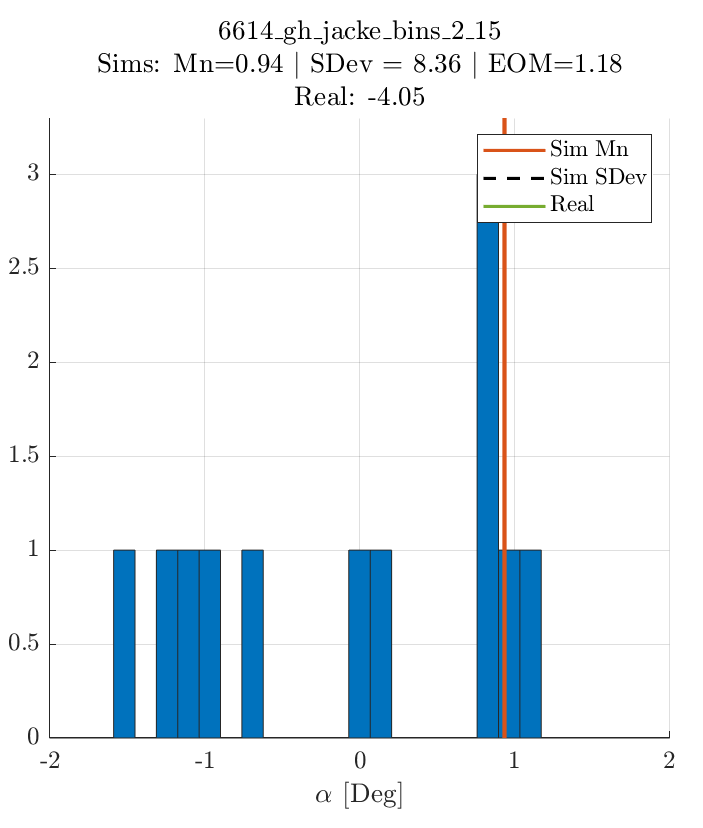 6614_gh_jacke_bins_2_15
Sims: Mn=0.94 | SDev = 8.36 | EOM=1.18
Real: -4.05
Sim Mn
Sim SDev
Real
3
2.5
2
1.5
1
0.5
0
-2
-1
0
1
2
α [Deg]